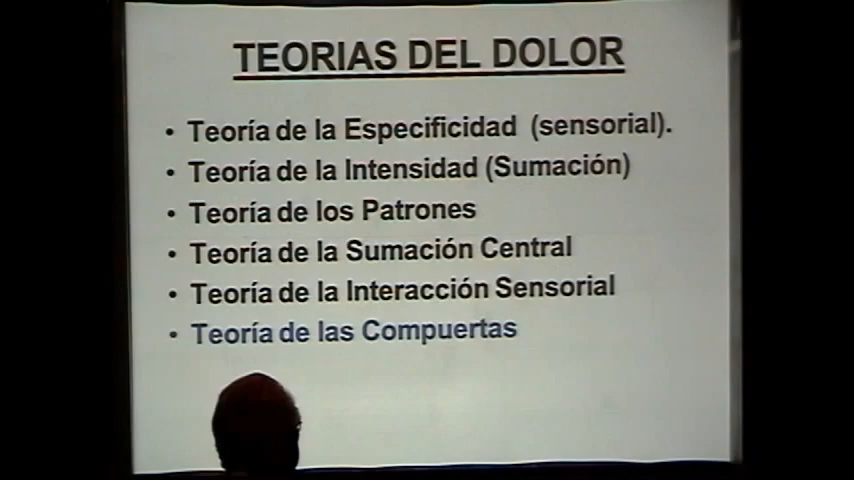 TEORIAS DEL DOLOR
• Teoría de la Especificidad (sensorial).
• Teoría de la Intensidad (Sumación)
• Teoría de los Patrones
• Teoría de la Sumación Central
• Teoría de la Interacción Sensorial
• Teoría de las Compuertas